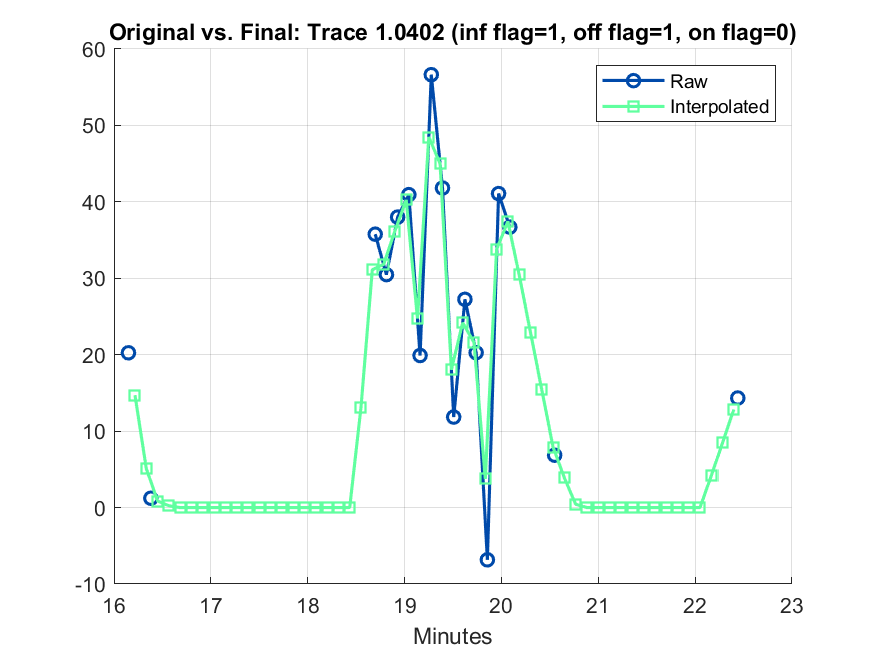 Original vs. Final: Trace 1.0402 (inf flag=1, off flag=1, on flag=0)
60
50
40
30
20
10
0
-10
Raw
Interpolated
16 17 18 19 20 21 22 23
Minutes